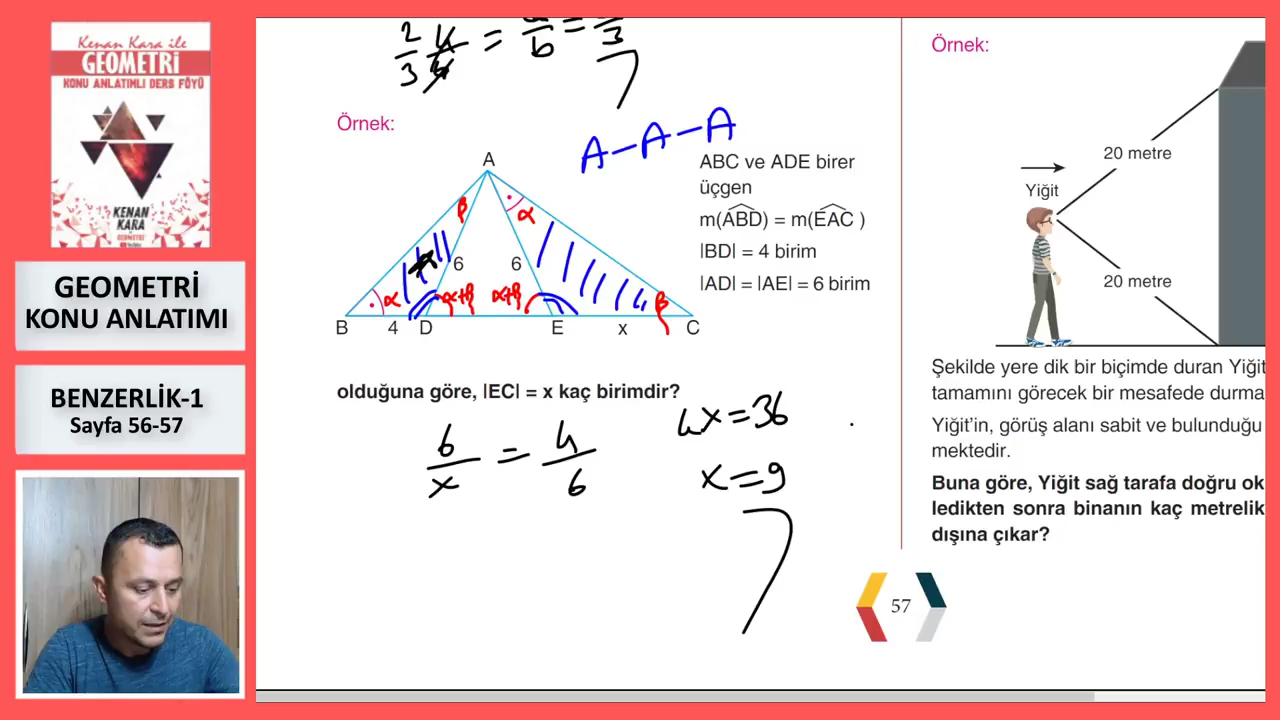 Kenan Kara ile
GEOMETRİ
KONU ANLATIMLI DERS FÖYÜ
KENAN
KARA
GEOMETRİ
KONU ANLATIMI
BENZERLİK-1
Sayfa 56-57
2/3 = /b = /3
Örnek:
A-A-A
A
β
α
6
6
α
α+β
α+β
β
B
4
D
E
x
C
ABC ve ADE birer
üçgen
m(ABD) = m(EAC )
|BD| = 4 birim
|AD| = |AE| = 6 birim
olduğuna göre, |EC| = x kaç birimdir?
6/x = 4/6
4x=36
x=9
Örnek:
20 metre
Yiğit
20 metre
Şekilde yere dik bir biçimde duran Yiğit
tamamını görecek bir mesafede durma
Yiğit'in, görüş alanı sabit ve bulunduğu
mektedir.
Buna göre, Yiğit sağ tarafa doğru ok
ledikten sonra binanın kaç metrelik
dışına çıkar?
57